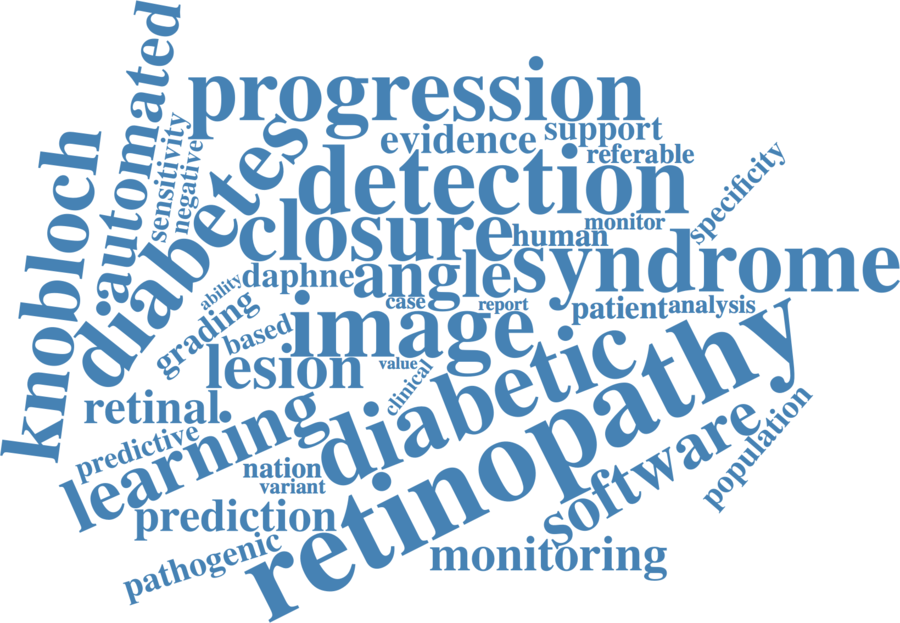 progression
automated
knobloch
diabetes
sensitivity
negative
evidence
support
referable
detection
specificity
closure
human
monitor
syndrome
daphne
angle
ability
case
report
patient
analysis
grading
based
image
lesion
value
clinical
retinal
diabetic
retinopathy
learning
predictive
nation
variant
software
population
prediction
monitoring
pathogenic